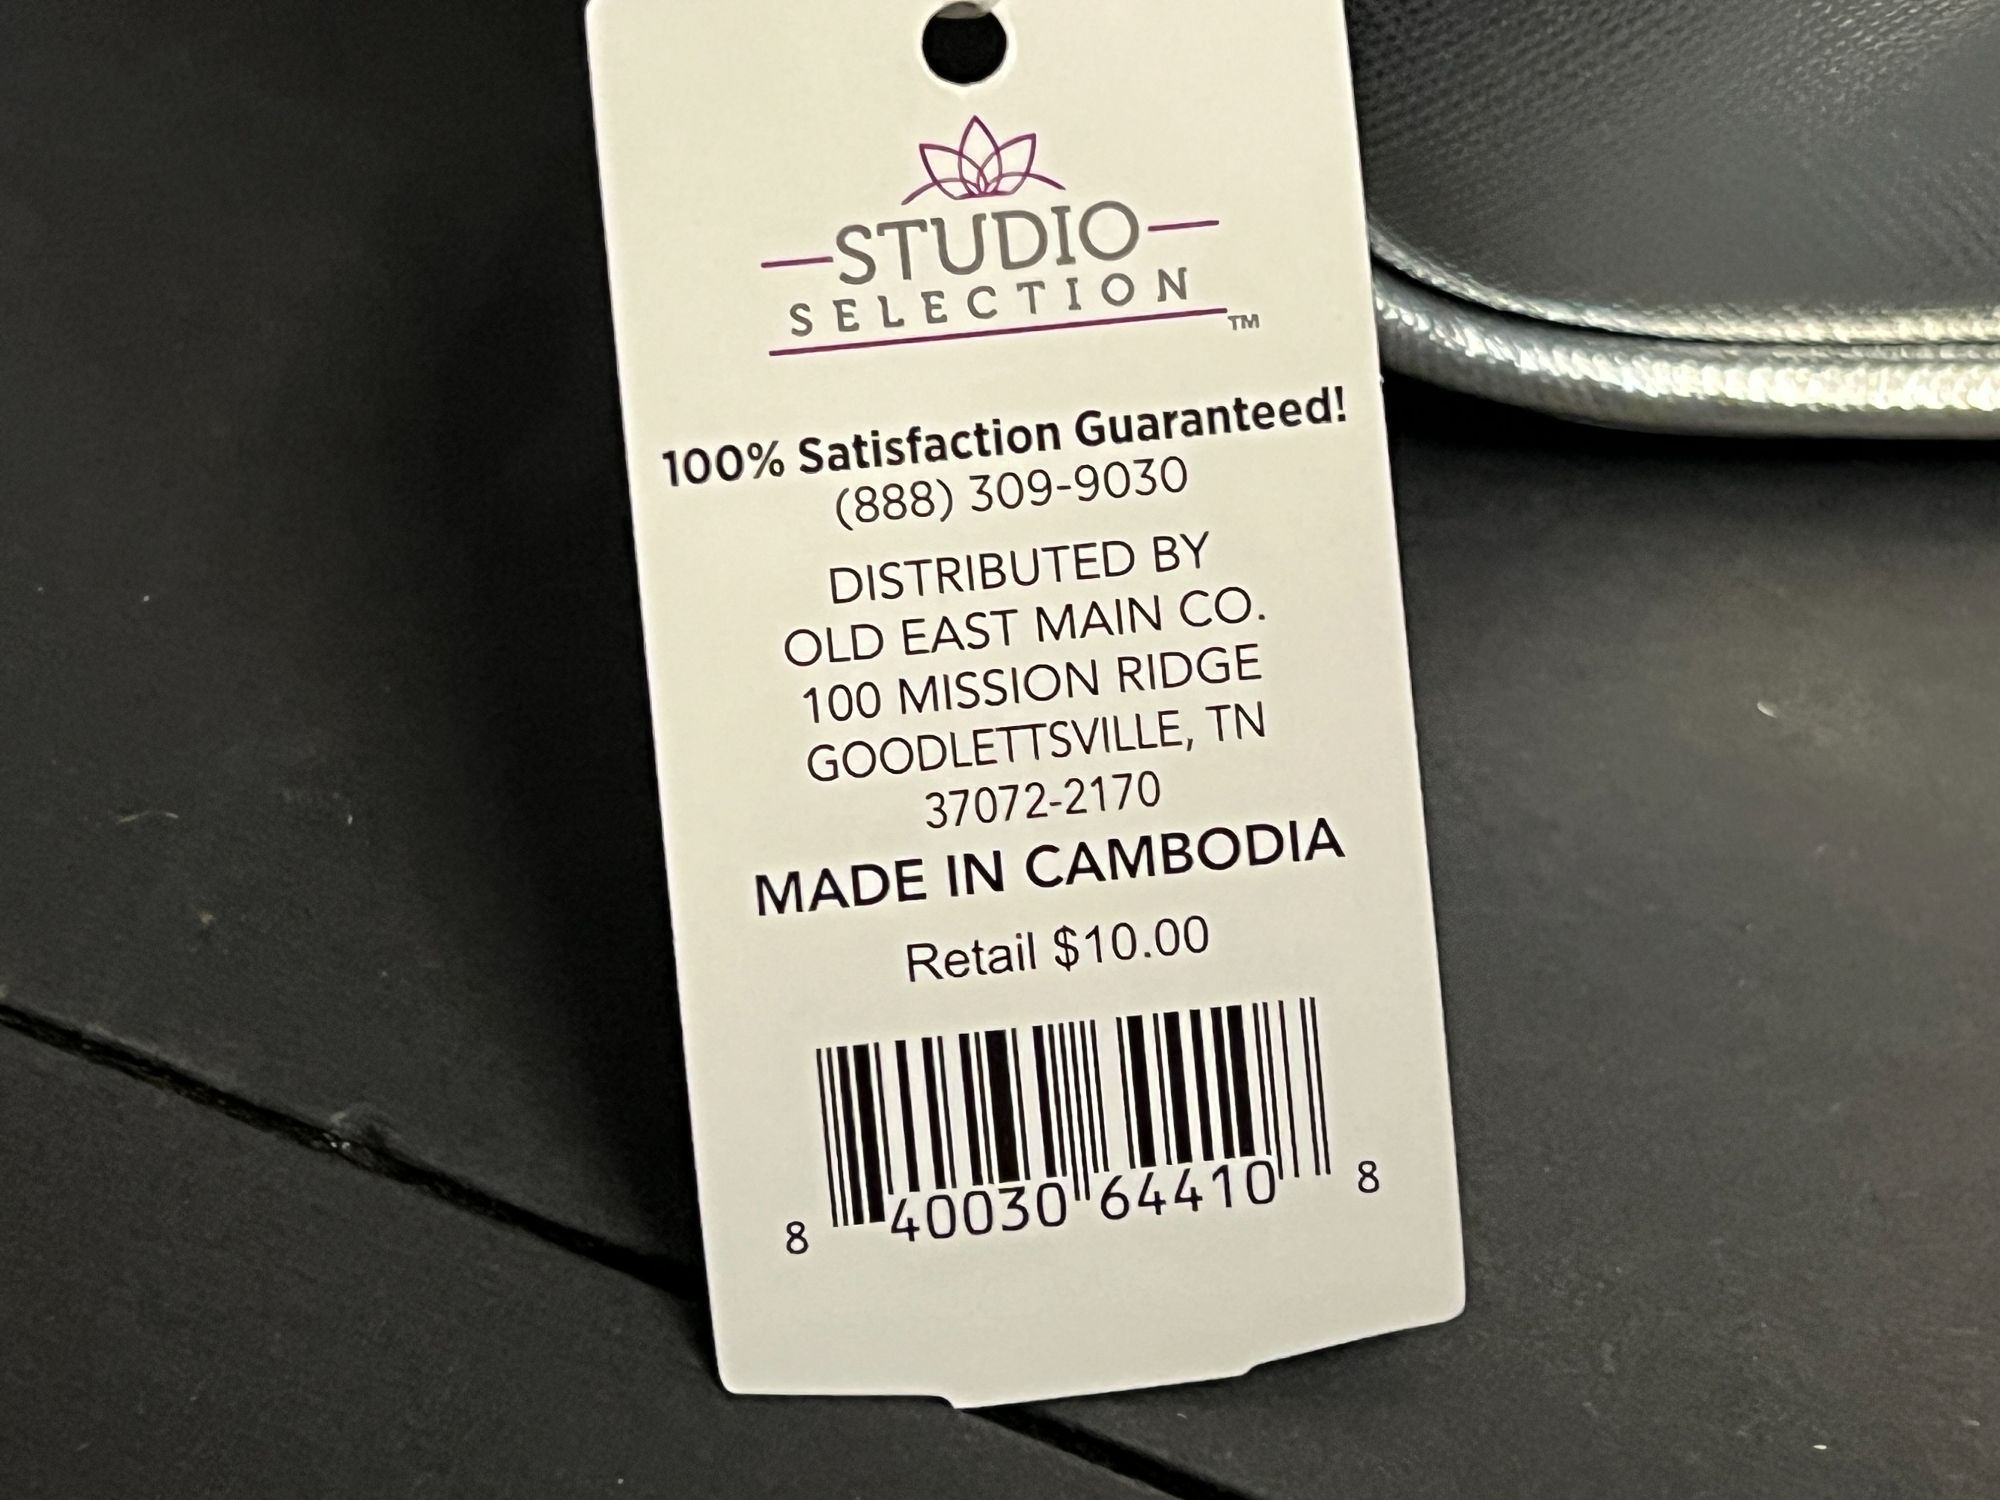 STUDIO
SELECTION
TM
100% Satisfaction Guaranteed!
(888) 309-9030
DISTRIBUTED BY
OLD EAST MAIN CO.
100 MISSION RIDGE
GOODLETTSVILLE, TN
37072-2170
MADE IN CAMBODIA
Retail $10.00
8 40030 64410 8